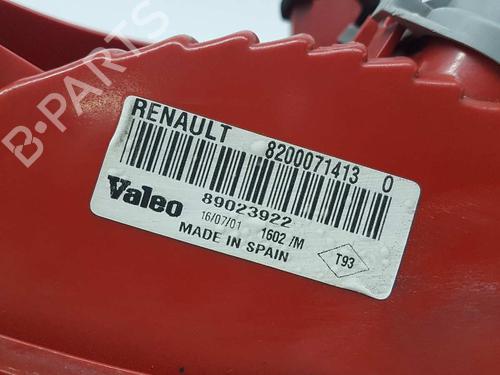 RENAULT
8200071413 0
Valeo
89023922
16/07/01 1602 /M
MADE IN SPAIN
T93
B-PARTS